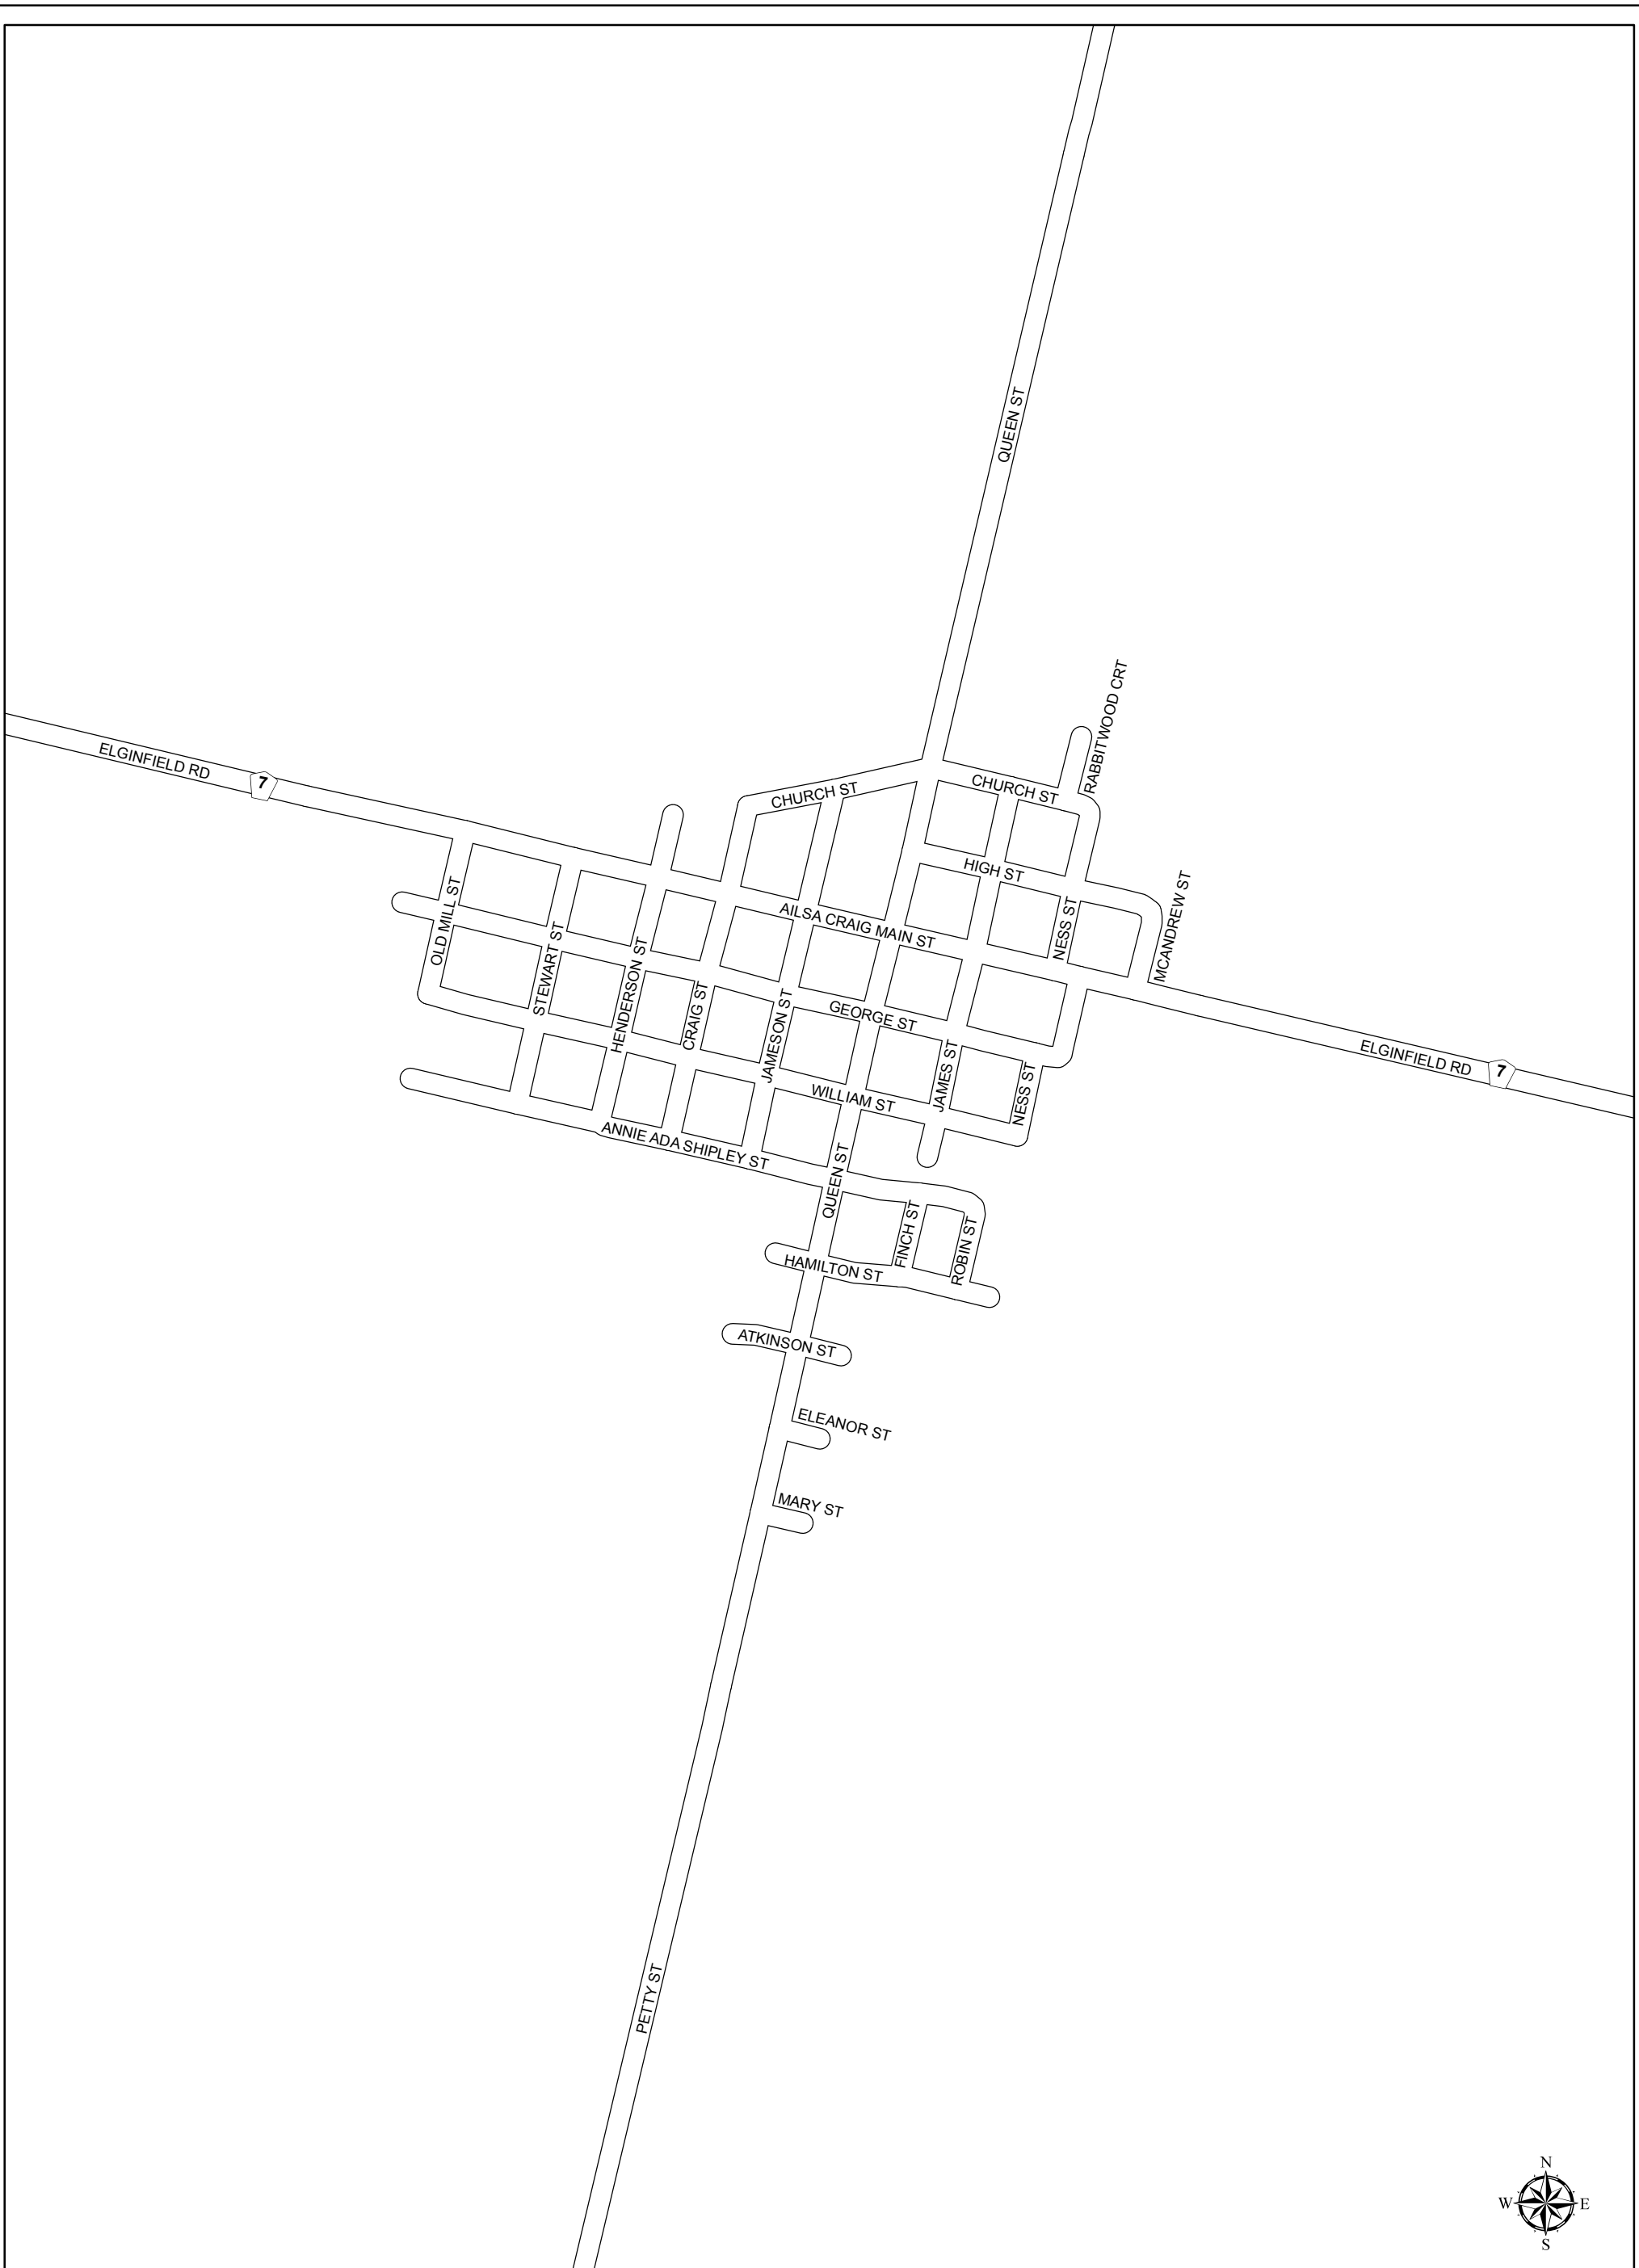 QUEEN ST
RABBITWOOD CRT
ELGINFIELD RD
7
CHURCH ST
CHURCH ST
HIGH ST
MCANDREW ST
OLD MILL ST
AILSA CRAIG MAIN ST
NESS ST
STEWART ST
HENDERSON ST
CRAIG ST
JAMESON ST
GEORGE ST
JAMES ST
NESS ST
ELGINFIELD RD
7
WILLIAM ST
ANNIE ADA SHIPLEY ST
QUEEN ST
FINCH ST
ROBIN ST
HAMILTON ST
ATKINSON ST
ELEANOR ST
MARY ST
PETTY ST
N
W E
S